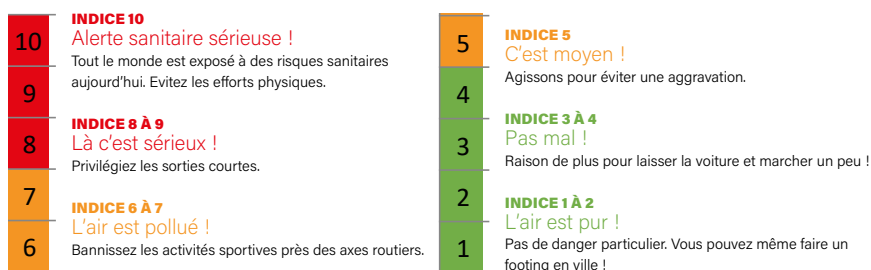 10
9
8
7
6
INDICE 10
Alerte sanitaire sérieuse !
Tout le monde est exposé à des risques sanitaires
aujourd'hui. Evitez les efforts physiques.
INDICE 8 À 9
Là c'est sérieux !
Privilégiez les sorties courtes.
INDICE 6 À 7
L'air est pollué !
Bannissez les activités sportives près des axes routiers.
5
4
3
2
1
INDICE 5
C'est moyen !
Agissons pour éviter une aggravation.
INDICE 3 À 4
Pas mal !
Raison de plus pour laisser la voiture et marcher un peu !
INDICE 1 À 2
L'air est pur !
Pas de danger particulier. Vous pouvez même faire un
footing en ville !